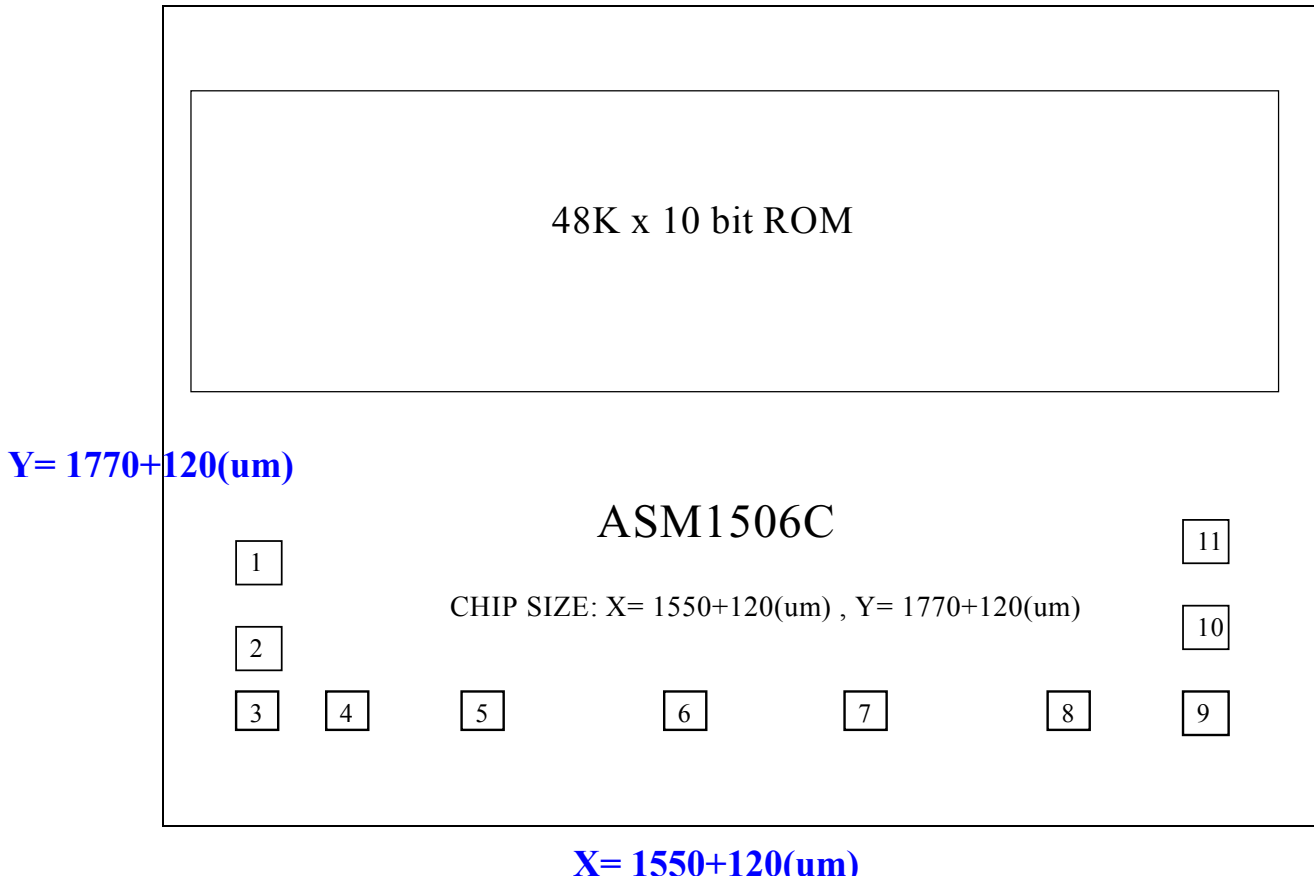 48K x 10 bit ROM
Y= 1770+120(um)
ASM1506C
11
1
CHIP SIZE: X= 1550+120(um) , Y= 1770+120(um)
10
2
3 4 5 6 7 8 9
X= 1550+120(um)